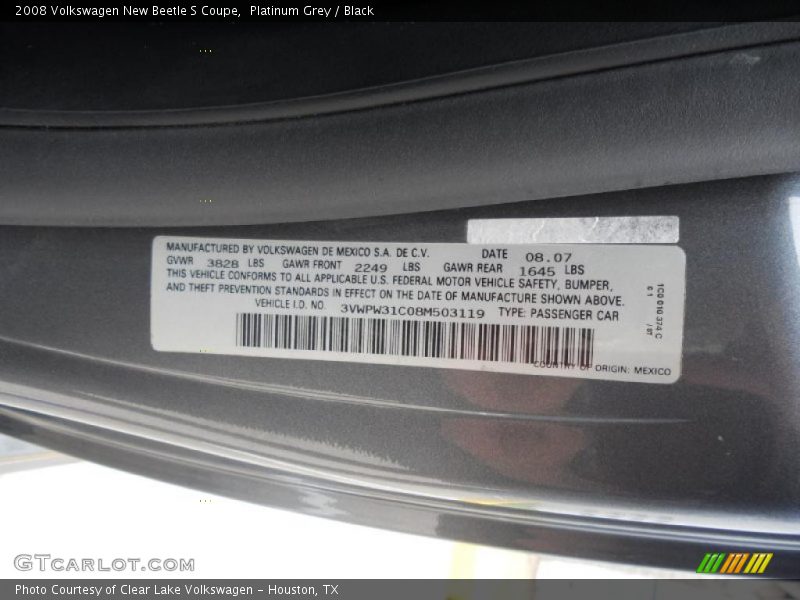 2008 Volkswagen New Beetle S Coupe, Platinum Grey / Black
MANUFACTURED BY VOLKSWAGEN DE MEXICO S.A. DE C.V. DATE 08.07
GVWR 3828 LBS GAWR FRONT 2249 LBS GAWR REAR 1645 LBS
THIS VEHICLE CONFORMS TO ALL APPLICABLE U.S. FEDERAL MOTOR VEHICLE SAFETY, BUMPER,
AND THEFT PREVENTION STANDARDS IN EFFECT ON THE DATE OF MANUFACTURE SHOWN ABOVE.
VEHICLE I.D. NO. 3VWPW31C08M503119 TYPE: PASSENGER CAR
COUNTRY OF ORIGIN: MEXICO
1C0 010 374 C
GTcarlot.com
Photo Courtesy of Clear Lake Volkswagen - Houston, TX